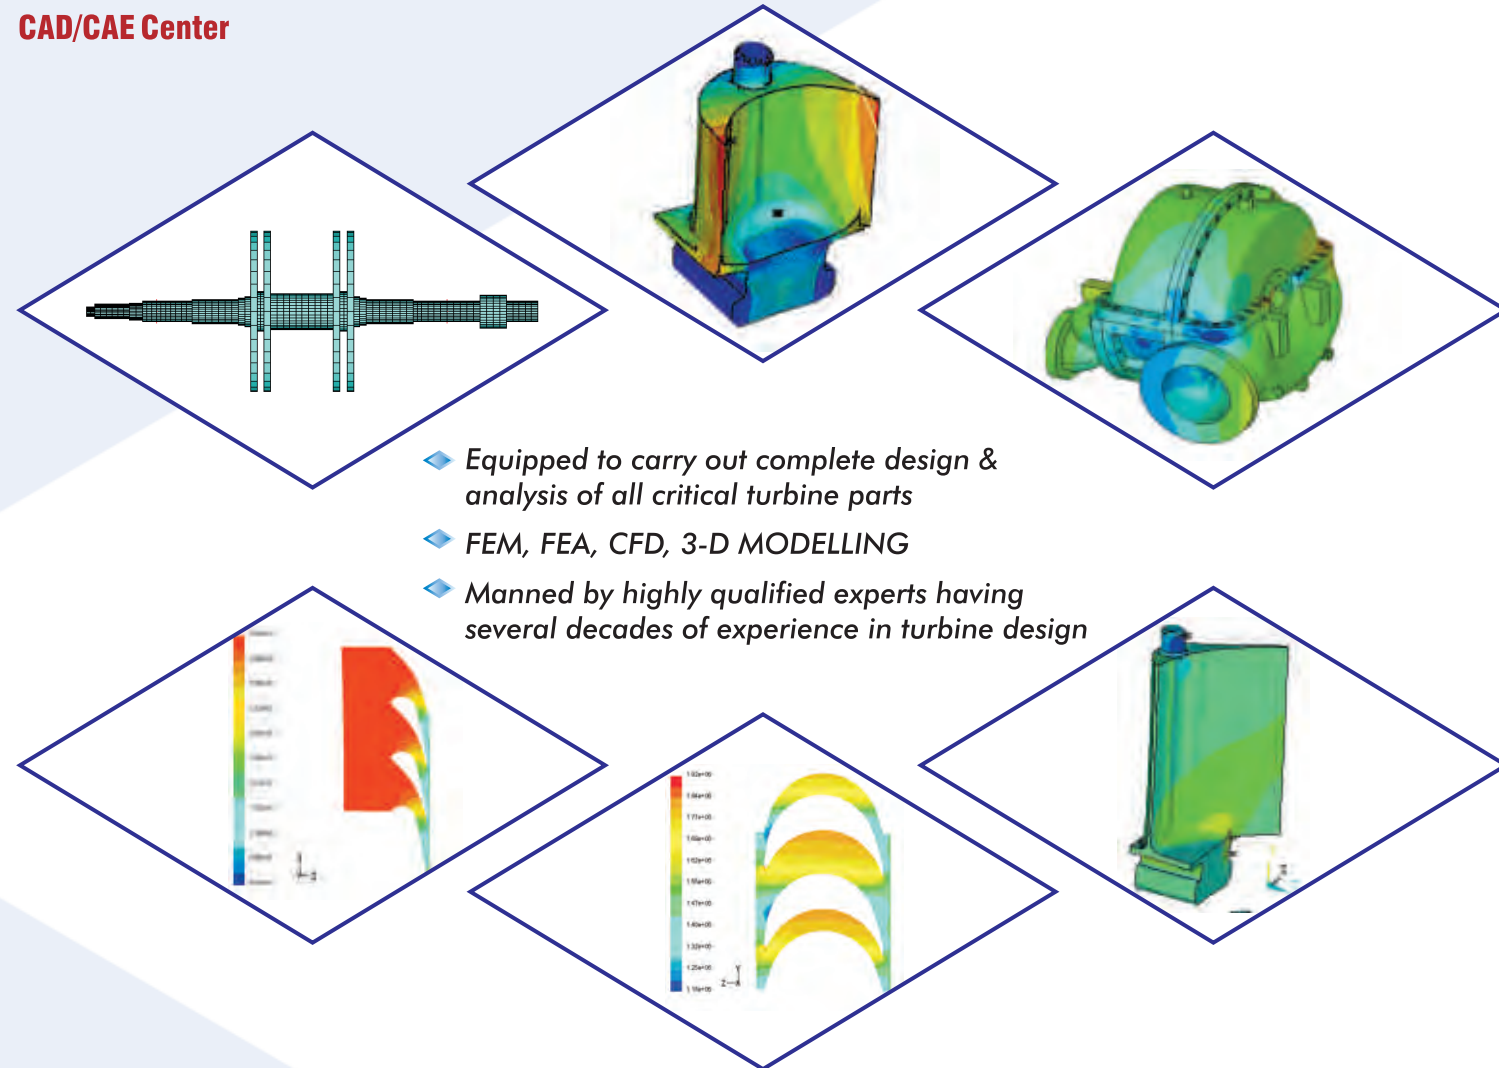 CAD/CAE Center
Equipped to carry out complete design &
analysis of all critical turbine parts
FEM, FEA, CFD, 3-D MODELLING
Manned by highly qualified experts having
several decades of experience in turbine design